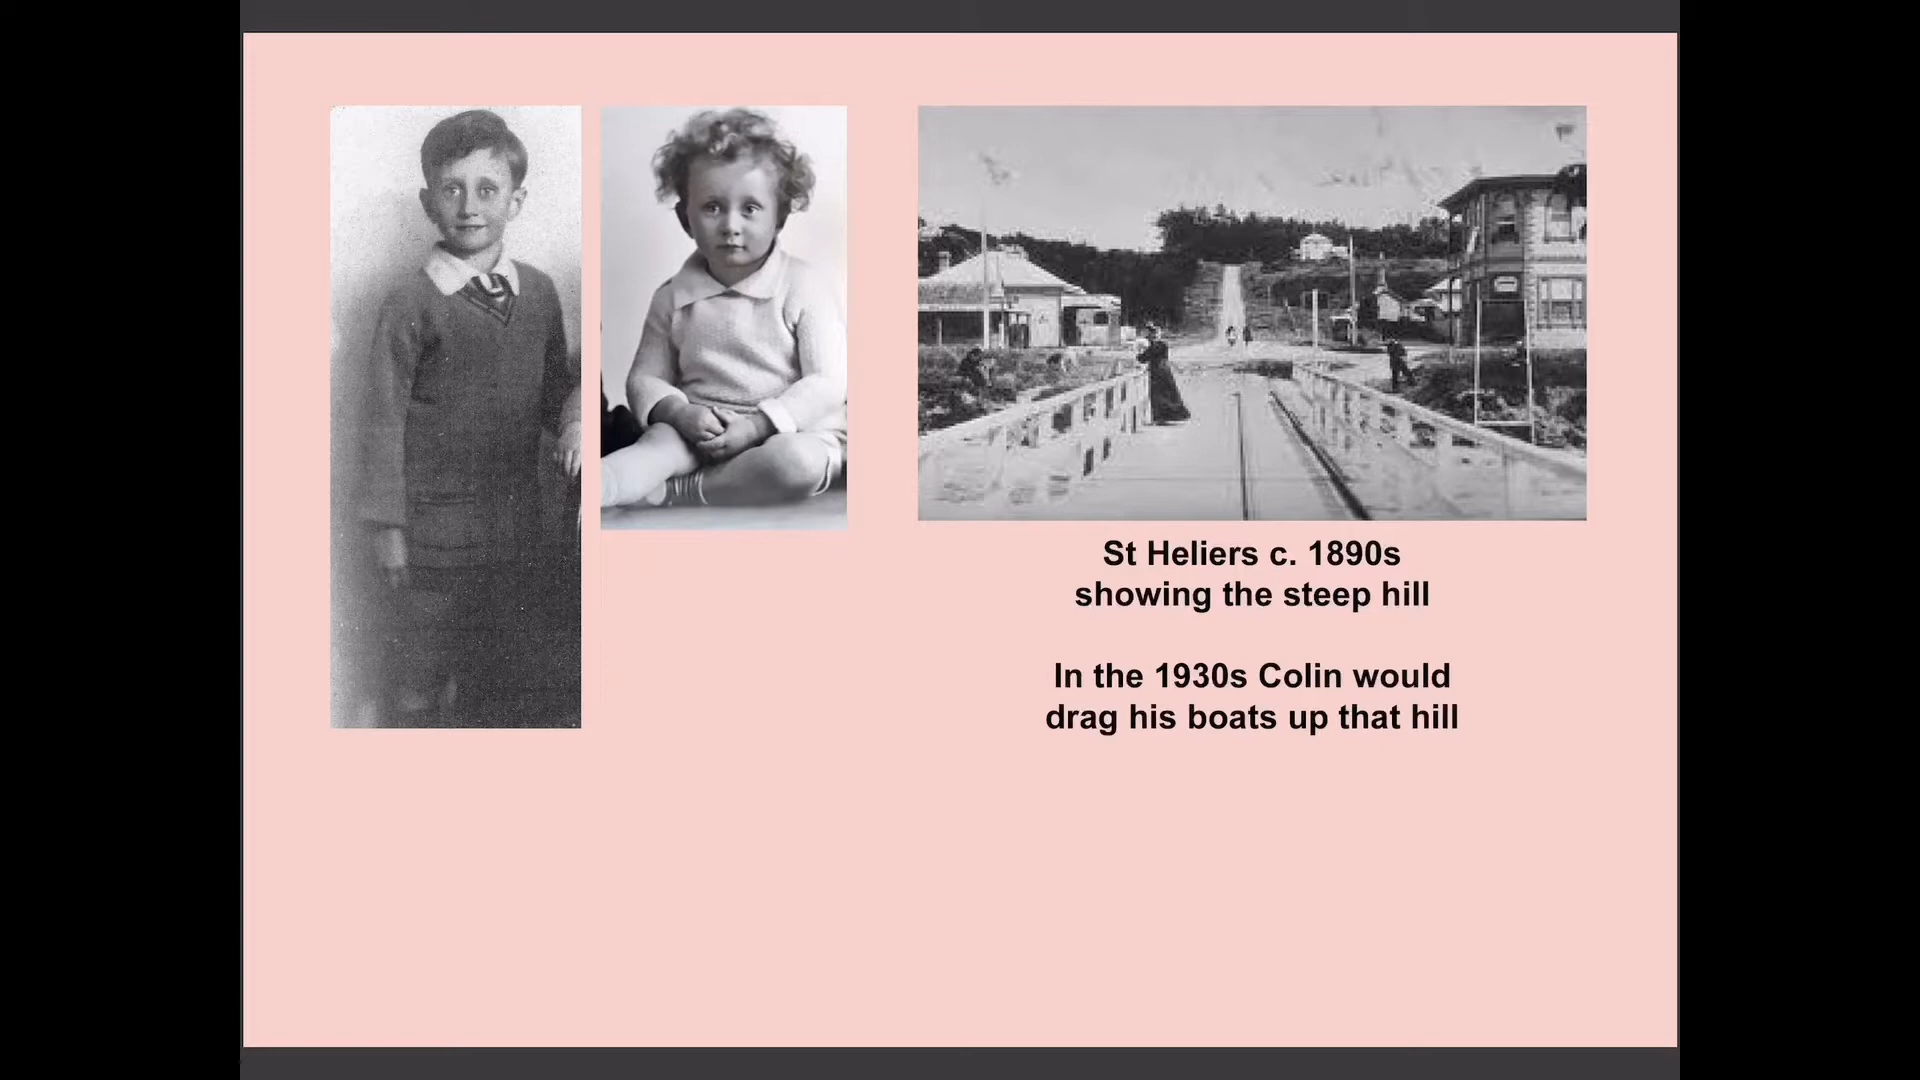 St Heliers c. 1890s
showing the steep hill
In the 1930s Colin would
drag his boats up that hill